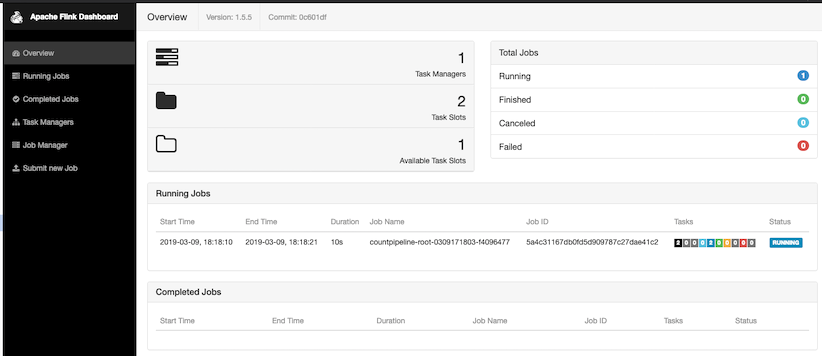 Apache Flink Dashboard
Overview
Running Jobs
Completed Jobs
Task Managers
Job Manager
Submit new Job
Overview Version: 1.5.5 Commit: 0c601df
1
Task Managers
2
Task Slots
1
Available Task Slots
Total Jobs
Running 1
Finished 0
Canceled 0
Failed 0
Running Jobs
Start Time End Time Duration Job Name Job ID Tasks Status
2019-03-09, 18:18:10 2019-03-09, 18:18:21 10s countpipeline-root-0309171803-f4096477 5a4c31167db0fd5d909787c27dae41c2 2 0 0 0 2 0 0 0 0 0 RUNNING
Completed Jobs
Start Time End Time Duration Job Name Job ID Tasks Status